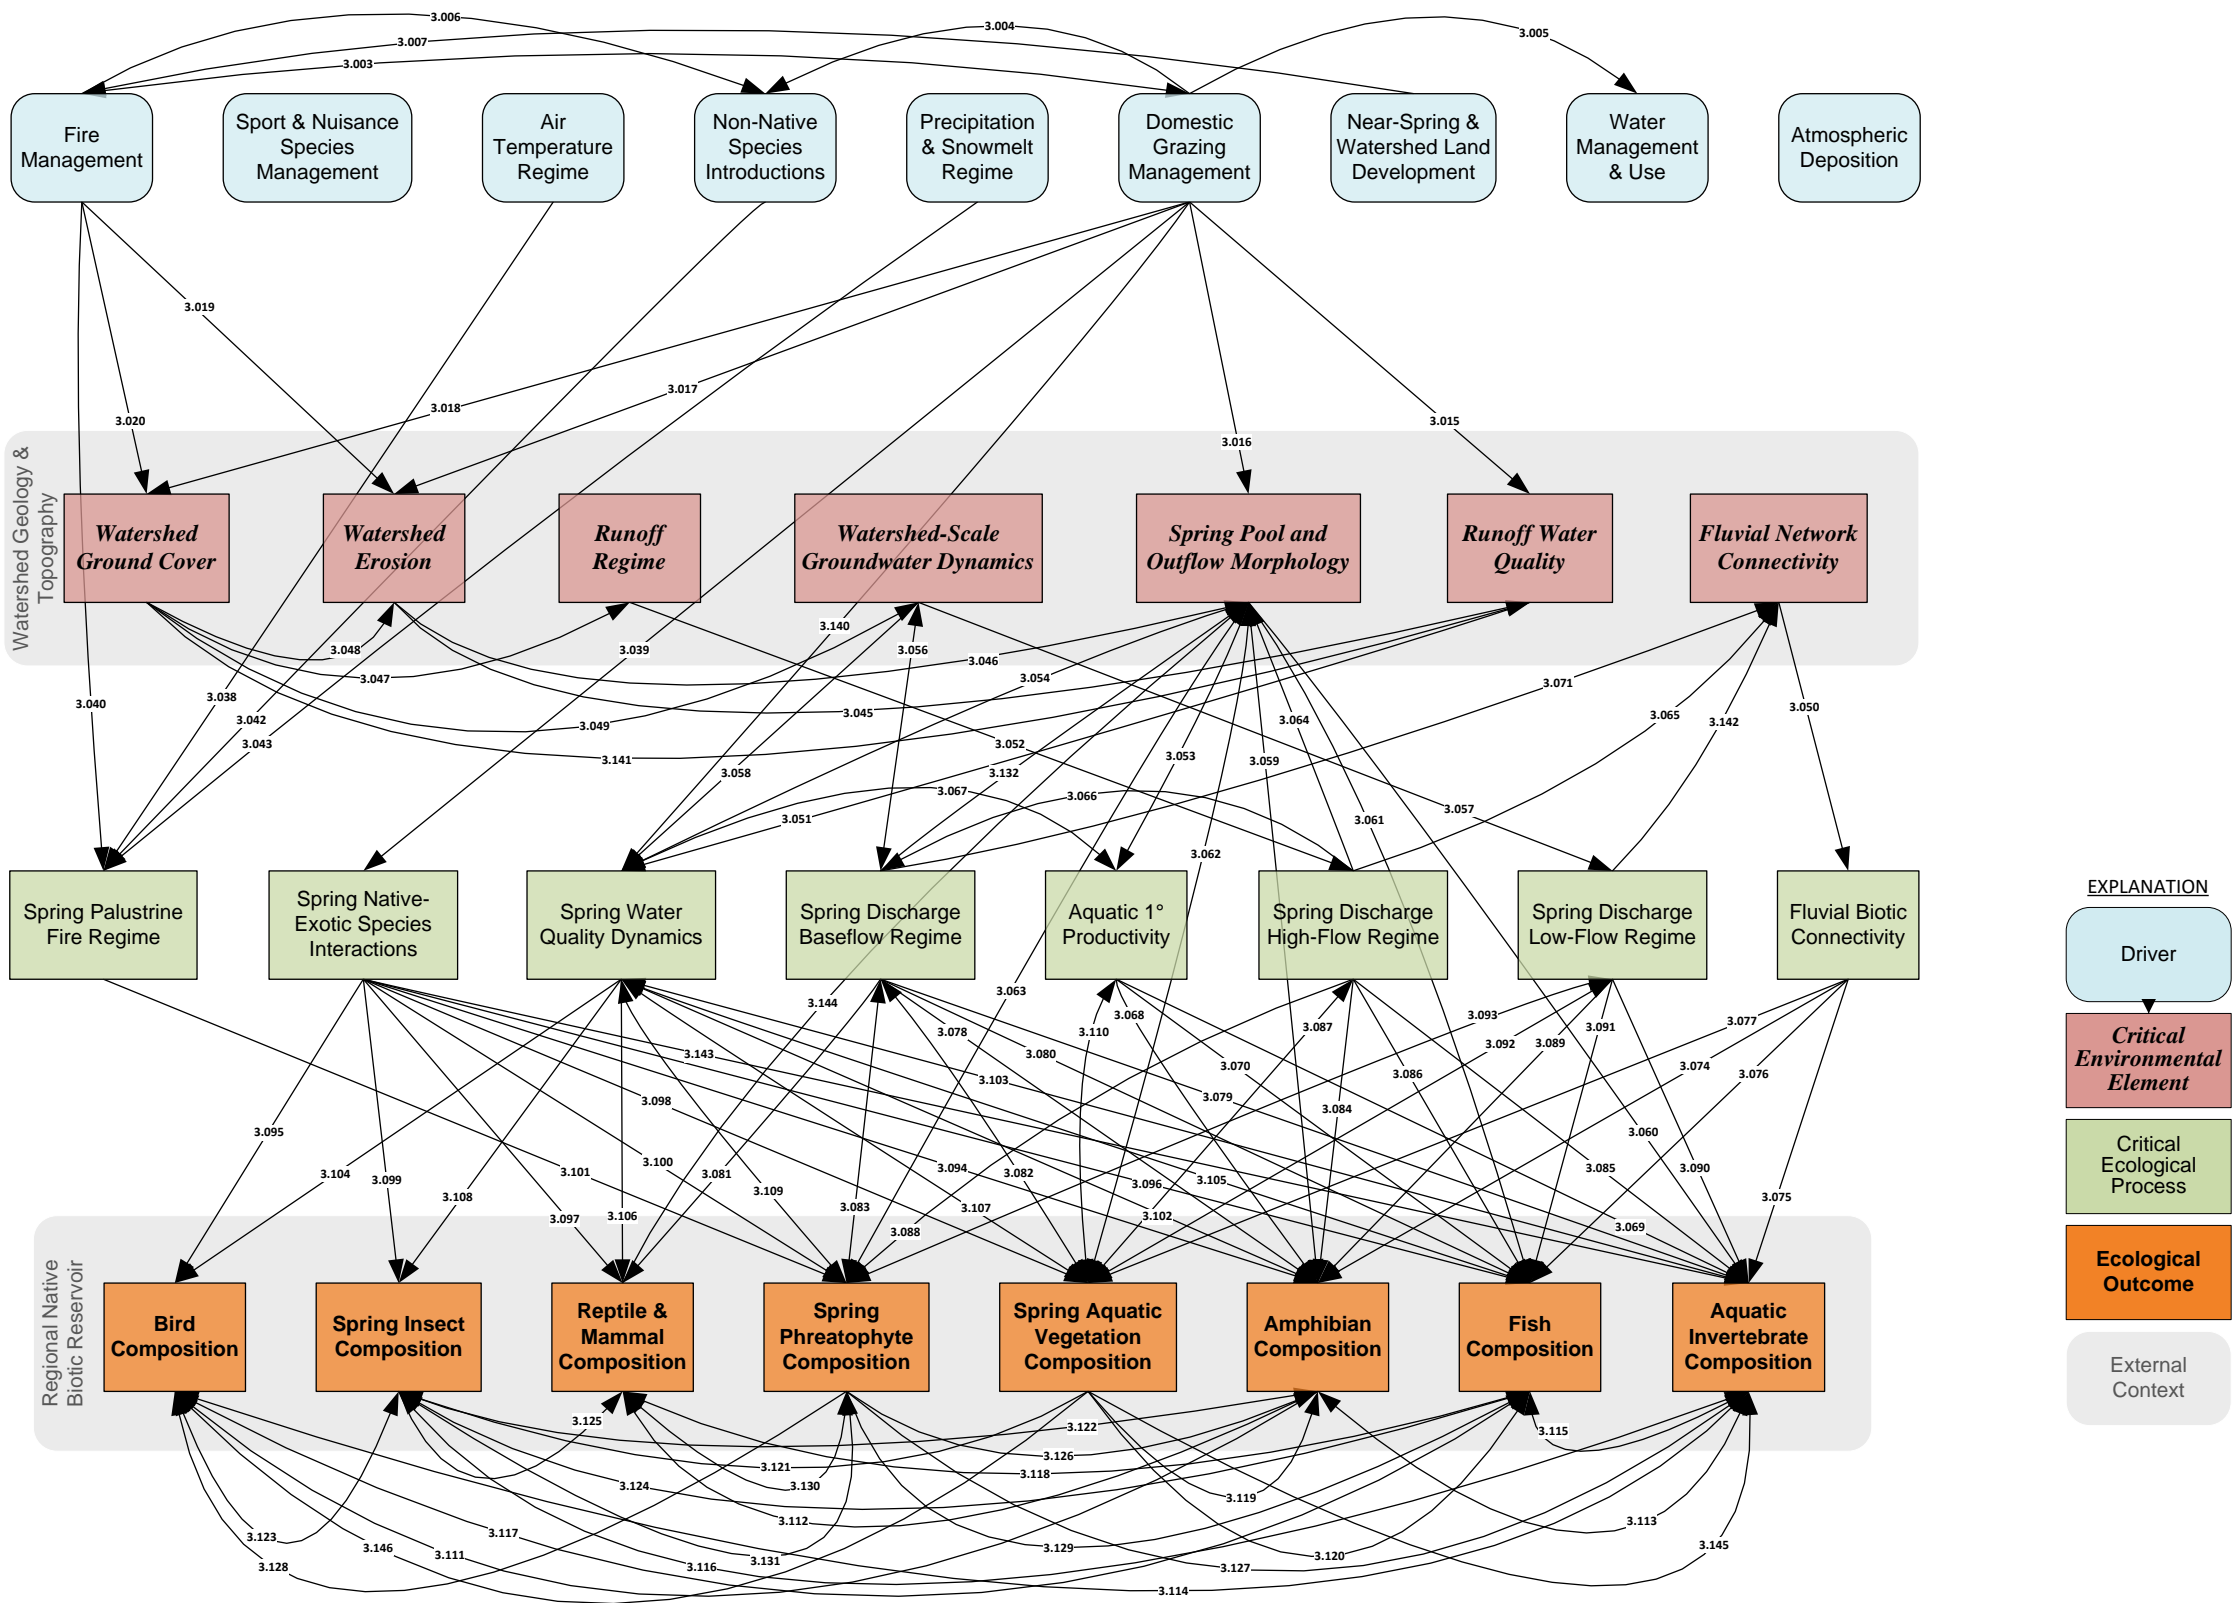 3.006
3.004
3.005
3.007
3.003
Fire
Management
Sport & Nuisance
Species
Management
Air
Temperature
Regime
Non-Native
Species
Introductions
Precipitation
& Snowmelt
Regime
Domestic
Grazing
Management
Near-Spring &
Watershed Land
Development
Water
Management
& Use
Atmospheric
Deposition
3.019
3.017
3.018
3.020
3.015
3.016
Watershed Geology &
Topography
Watershed
Ground Cover
Watershed
Erosion
Runoff
Regime
Watershed-Scale
Groundwater Dynamics
Spring Pool and
Outflow Morphology
Runoff Water
Quality
Fluvial Network
Connectivity
3.140
3.048
3.039
3.056
3.046
3.047
3.054
3.071
3.038
3.040
3.042
3.049
3.045
3.064
3.065
3.142
3.050
3.043
3.141
3.052
3.053
3.059
3.058
3.132
3.067
3.066
3.057
3.051
3.061
3.062
Spring Palustrine
Fire Regime
Spring Native-
Exotic Species
Interactions
Spring Water
Quality Dynamics
Spring Discharge
Baseflow Regime
Aquatic 1°
Productivity
Spring Discharge
High-Flow Regime
Spring Discharge
Low-Flow Regime
Fluvial Biotic
Connectivity
3.063
3.144
3.068
3.110
3.078
3.087
3.093
3.091
3.077
3.092
3.089
3.143
3.080
3.103
3.070
3.086
3.074
3.076
3.098
3.079
3.084
3.095
3.060
3.104
3.101
3.100
3.099
3.108
3.081
3.109
3.094
3.082
3.096
3.105
3.085
3.090
3.075
3.097
3.106
3.083
3.107
3.088
3.102
3.069
Regional Native
Biotic Reservoir
Bird
Composition
Spring Insect
Composition
Reptile &
Mammal
Composition
Spring
Phreatophyte
Composition
Spring Aquatic
Vegetation
Composition
Amphibian
Composition
Fish
Composition
Aquatic
Invertebrate
Composition
3.125
3.122
3.115
3.126
3.121
3.118
3.124
3.130
3.119
3.112
3.113
3.123
3.117
3.146
3.111
3.128
3.116
3.131
3.129
3.120
3.127
3.145
3.114
EXPLANATION
Driver
Critical
Environmental
Element
Critical
Ecological
Process
Ecological
Outcome
External
Context